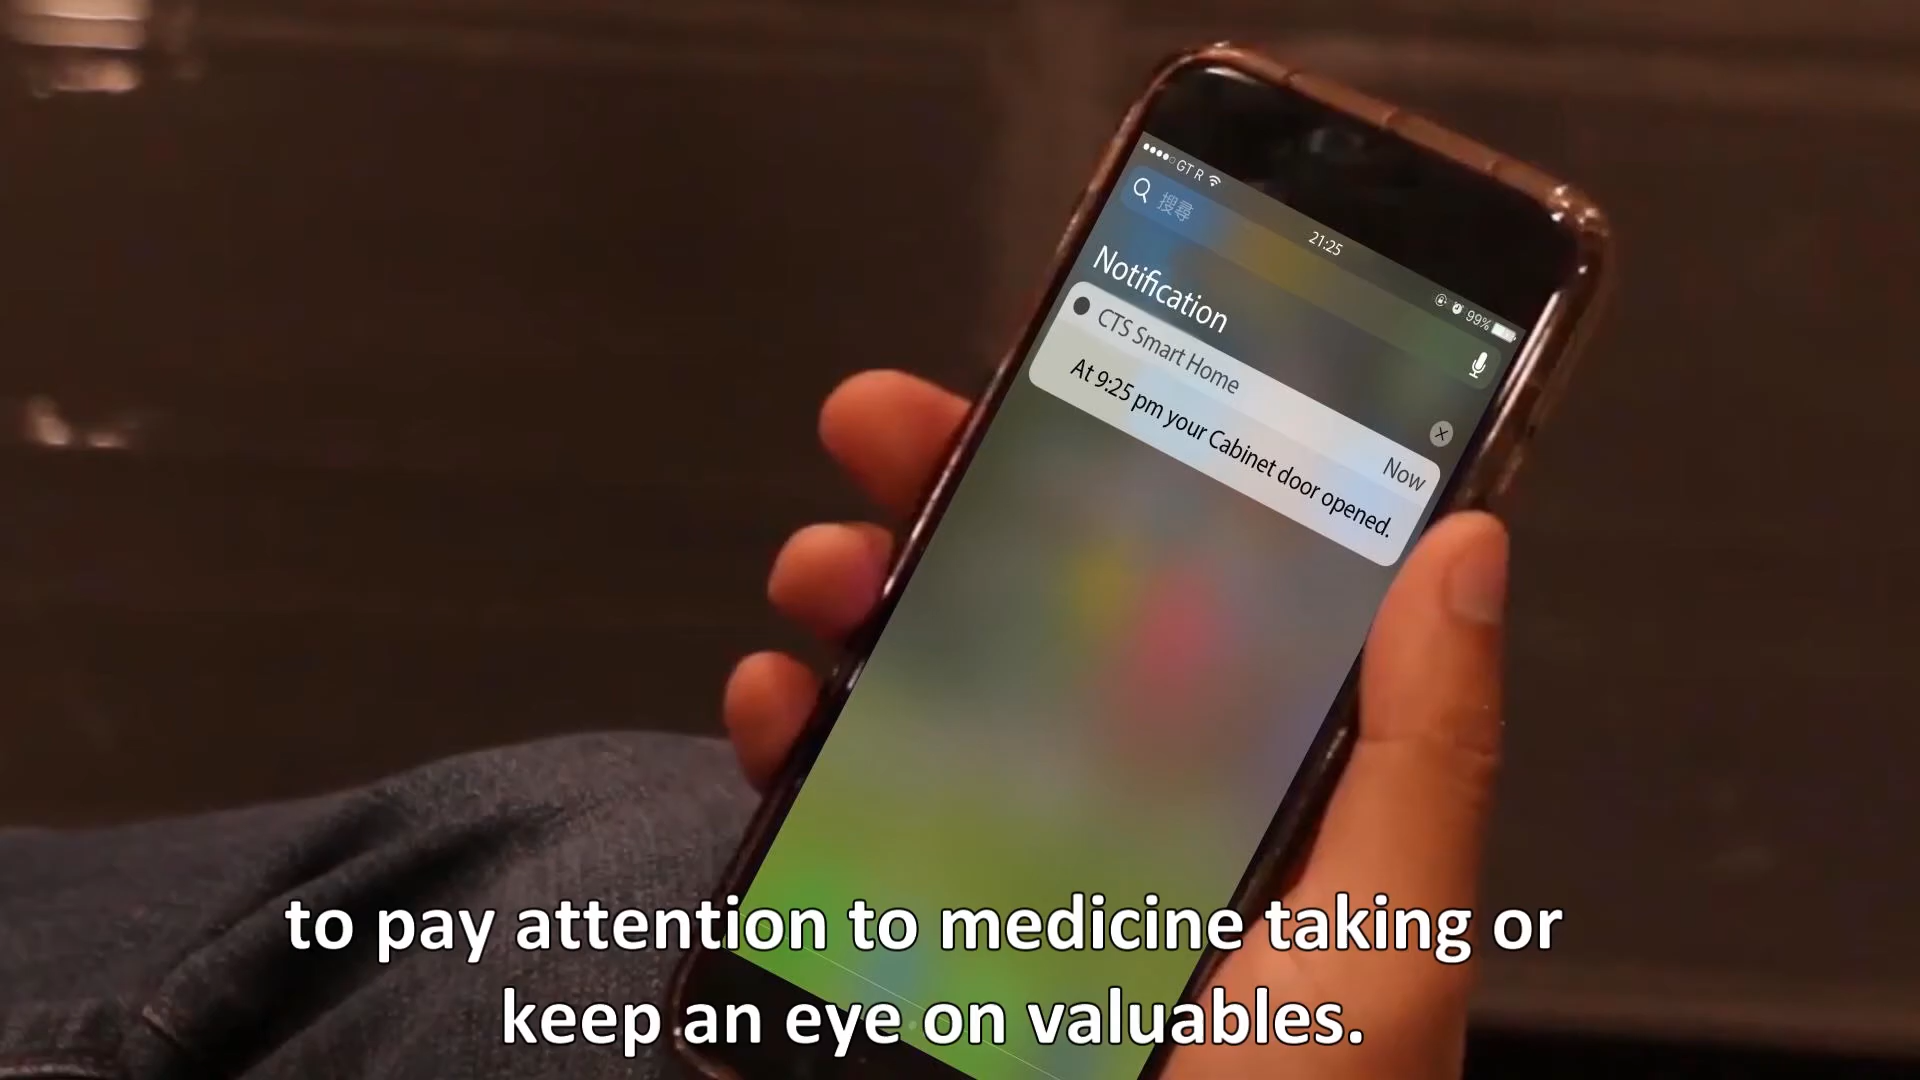 GT R
搜尋
21:25
99%
Notification
CTS Smart Home
Now
At 9:25 pm your Cabinet door opened.
to pay attention to medicine taking or
keep an eye on valuables.